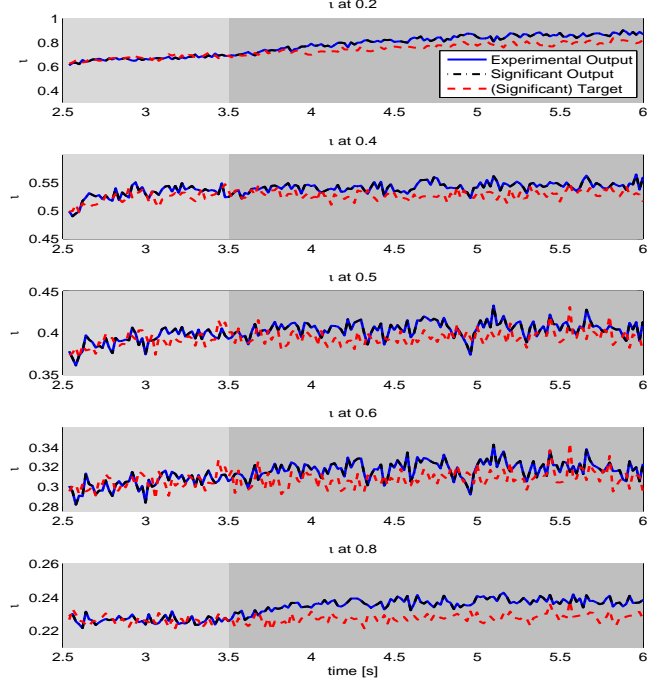 ι at 0.2
1
0.8
0.6
0.4
ι
Experimental Output
Significant Output
(Significant) Target
2.5 3 3.5 4 4.5 5 5.5 6
ι at 0.4
0.55
0.5
0.45
ι
2.5 3 3.5 4 4.5 5 5.5 6
ι at 0.5
0.45
0.4
0.35
ι
2.5 3 3.5 4 4.5 5 5.5 6
ι at 0.6
0.34
0.32
0.3
0.28
ι
2.5 3 3.5 4 4.5 5 5.5 6
ι at 0.8
0.26
0.24
0.22
ι
2.5 3 3.5 4 4.5 5 5.5 6
time [s]